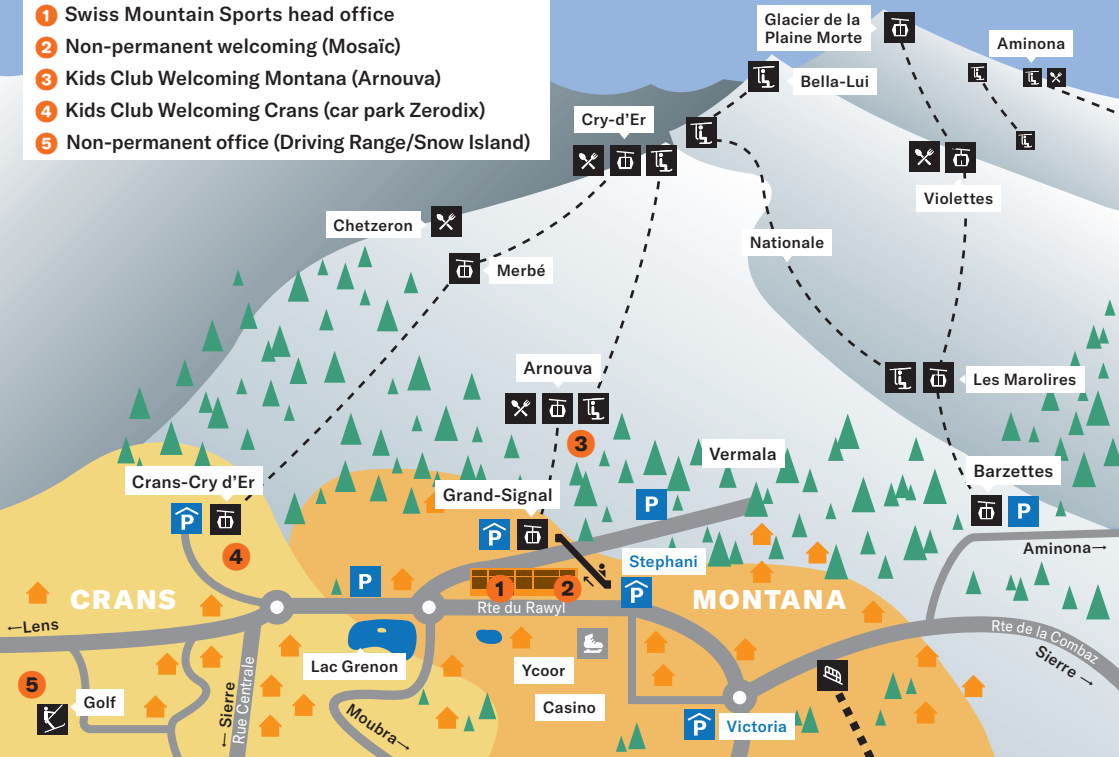 1 Swiss Mountain Sports head office
2 Non-permanent welcoming (Mosaïc)
3 Kids Club Welcoming Montana (Arnouva)
4 Kids Club Welcoming Crans (car park Zerodix)
5 Non-permanent office (Driving Range/Snow Island)
Glacier de la
Plaine Morte
Aminona
Bella-Lui
Cry-d'Er
Violettes
Chetzeron
Nationale
Merbé
Arnouva
Les Marolires
3
Vermala
Barzettes
Crans-Cry d'Er
Grand-Signal
P
P
P
P
4
Aminona→
Stephani
P
P
1
2
CRANS
MONTANA
Rte du Rawyl
←Lens
Rte de la Combaz
Sierre →
Lac Grenon
Ycoor
5
Golf
Casino
← Sierre
Rue Centrale
Moubra→
P
Victoria